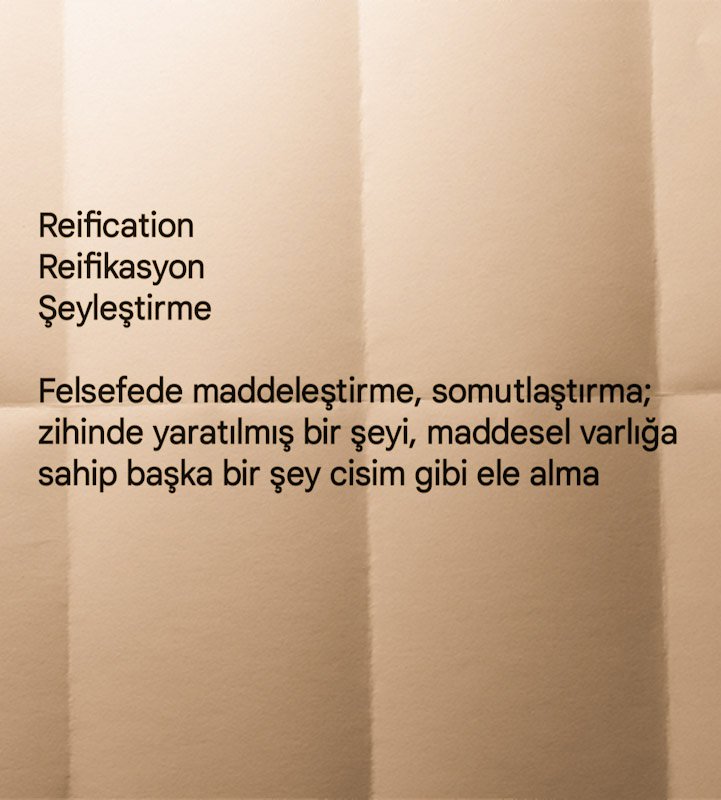 Reification
Reifikasyon
Şeyleştirme
Felsefede maddeleştirme, somutlaştırma;
zihinde yaratılmış bir şeyi, maddesel varlığa
sahip başka bir şey cisim gibi ele alma